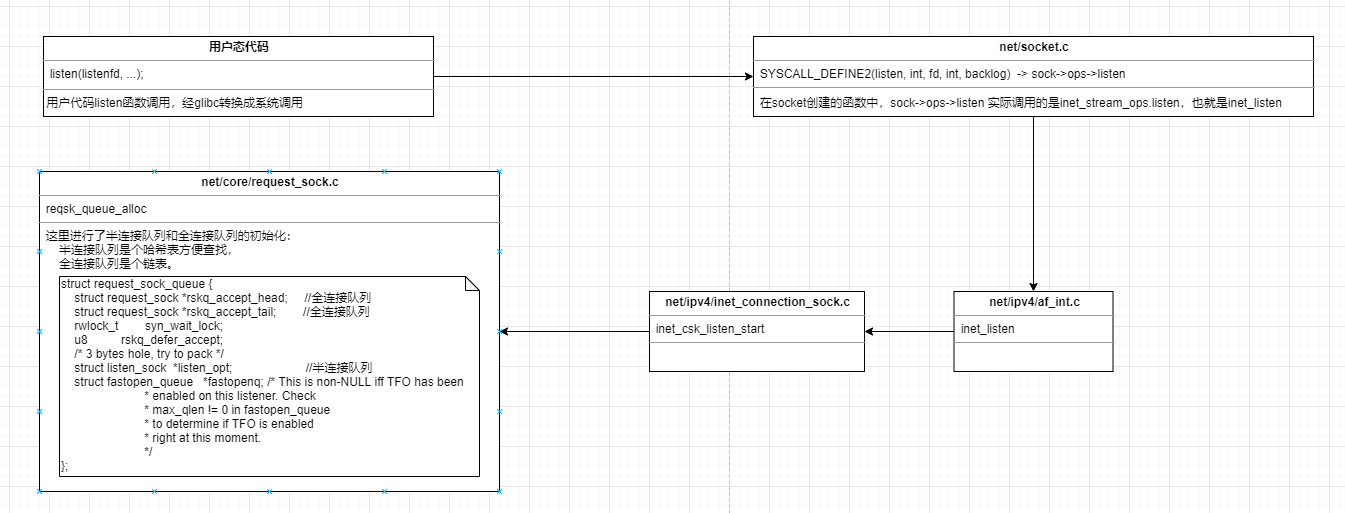 用户态代码
listen(listenfd, ...);
用户代码listen函数调用，经glibc转换成系统调用
net/socket.c
SYSCALL_DEFINE2(listen, int, fd, int, backlog)  -> sock->ops->listen
在socket创建的函数中，sock->ops->listen 实际调用的是inet_stream_ops.listen，也就是inet_listen
net/ipv4/af_int.c
inet_listen
net/ipv4/inet_connection_sock.c
inet_csk_listen_start
net/core/request_sock.c
reqsk_queue_alloc
这里进行了半连接队列和全连接队列的初始化：
半连接队列是个哈希表方便查找，
全连接队列是个链表。
struct request_sock_queue {
struct request_sock *rskq_accept_head;     //全连接队列
struct request_sock *rskq_accept_tail;        //全连接队列
rwlock_t        syn_wait_lock;
u8          rskq_defer_accept;
/* 3 bytes hole, try to pack */
struct listen_sock  *listen_opt;                      //半连接队列
struct fastopen_queue   *fastopenq; /* This is non-NULL iff TFO has been
* enabled on this listener. Check
* max_qlen != 0 in fastopen_queue
* to determine if TFO is enabled
* right at this moment.
*/
};